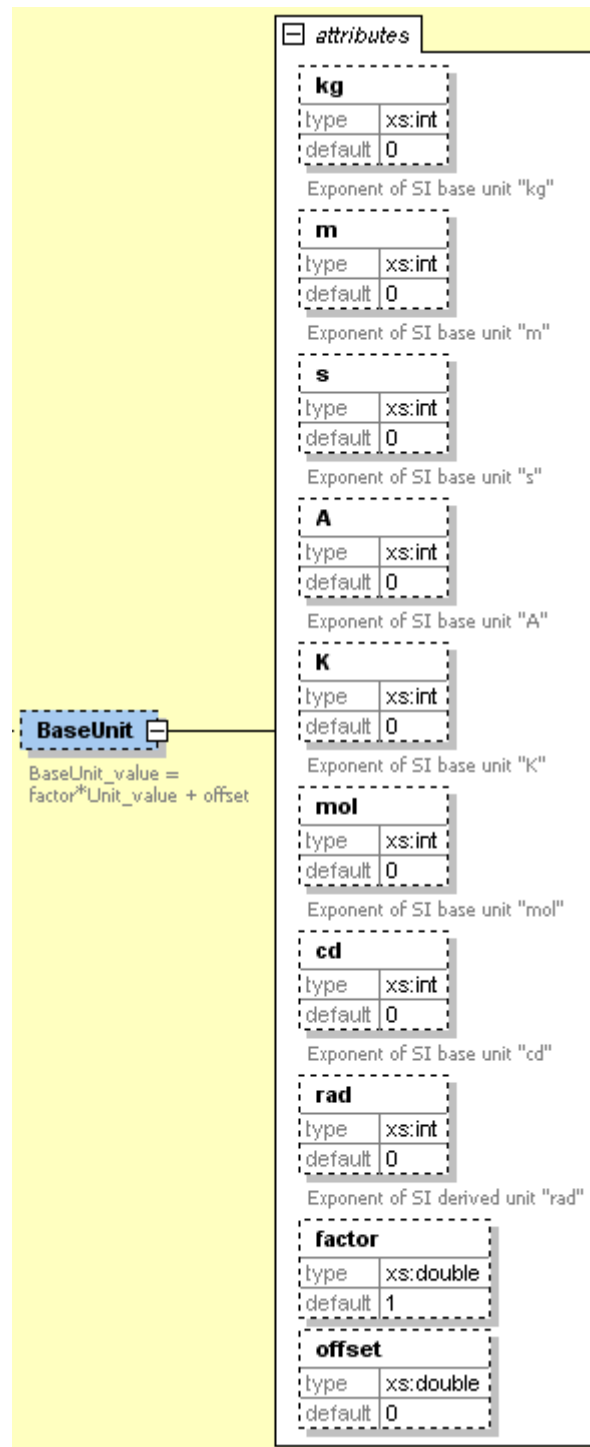 attributes
kg
type xs:int
default 0
Exponent of SI base unit "kg"
m
type xs:int
default 0
Exponent of SI base unit "m"
s
type xs:int
default 0
Exponent of SI base unit "s"
A
type xs:int
default 0
Exponent of SI base unit "A"
K
type xs:int
default 0
Exponent of SI base unit "K"
BaseUnit
BaseUnit_value =
factor*Unit_value + offset
mol
type xs:int
default 0
Exponent of SI base unit "mol"
cd
type xs:int
default 0
Exponent of SI base unit "cd"
rad
type xs:int
default 0
Exponent of SI derived unit "rad"
factor
type xs:double
default 1
offset
type xs:double
default 0